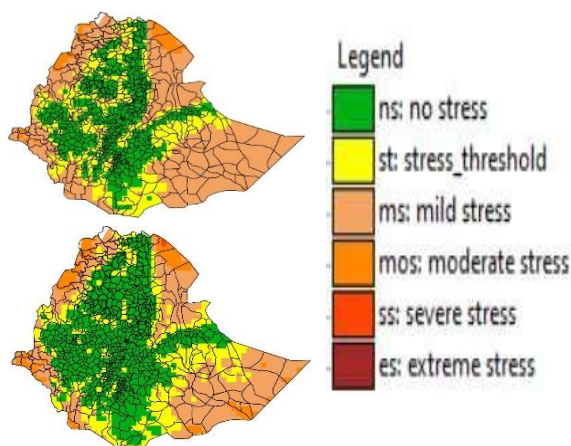 Legend
ns: no stress
st: stress_threshold
ms: mild stress
mos: moderate stress
ss: severe stress
es: extreme stress